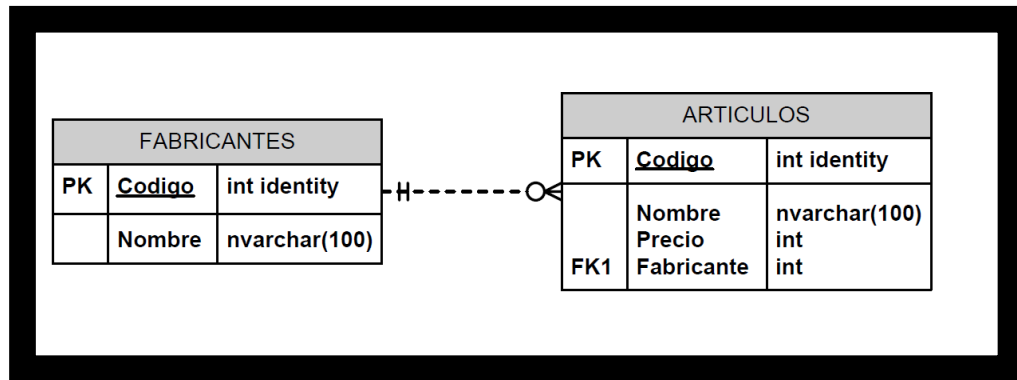 FABRICANTES
PK Codigo int identity
Nombre nvarchar(100)
ARTICULOS
PK Codigo int identity
Nombre nvarchar(100)
Precio int
FK1 Fabricante int